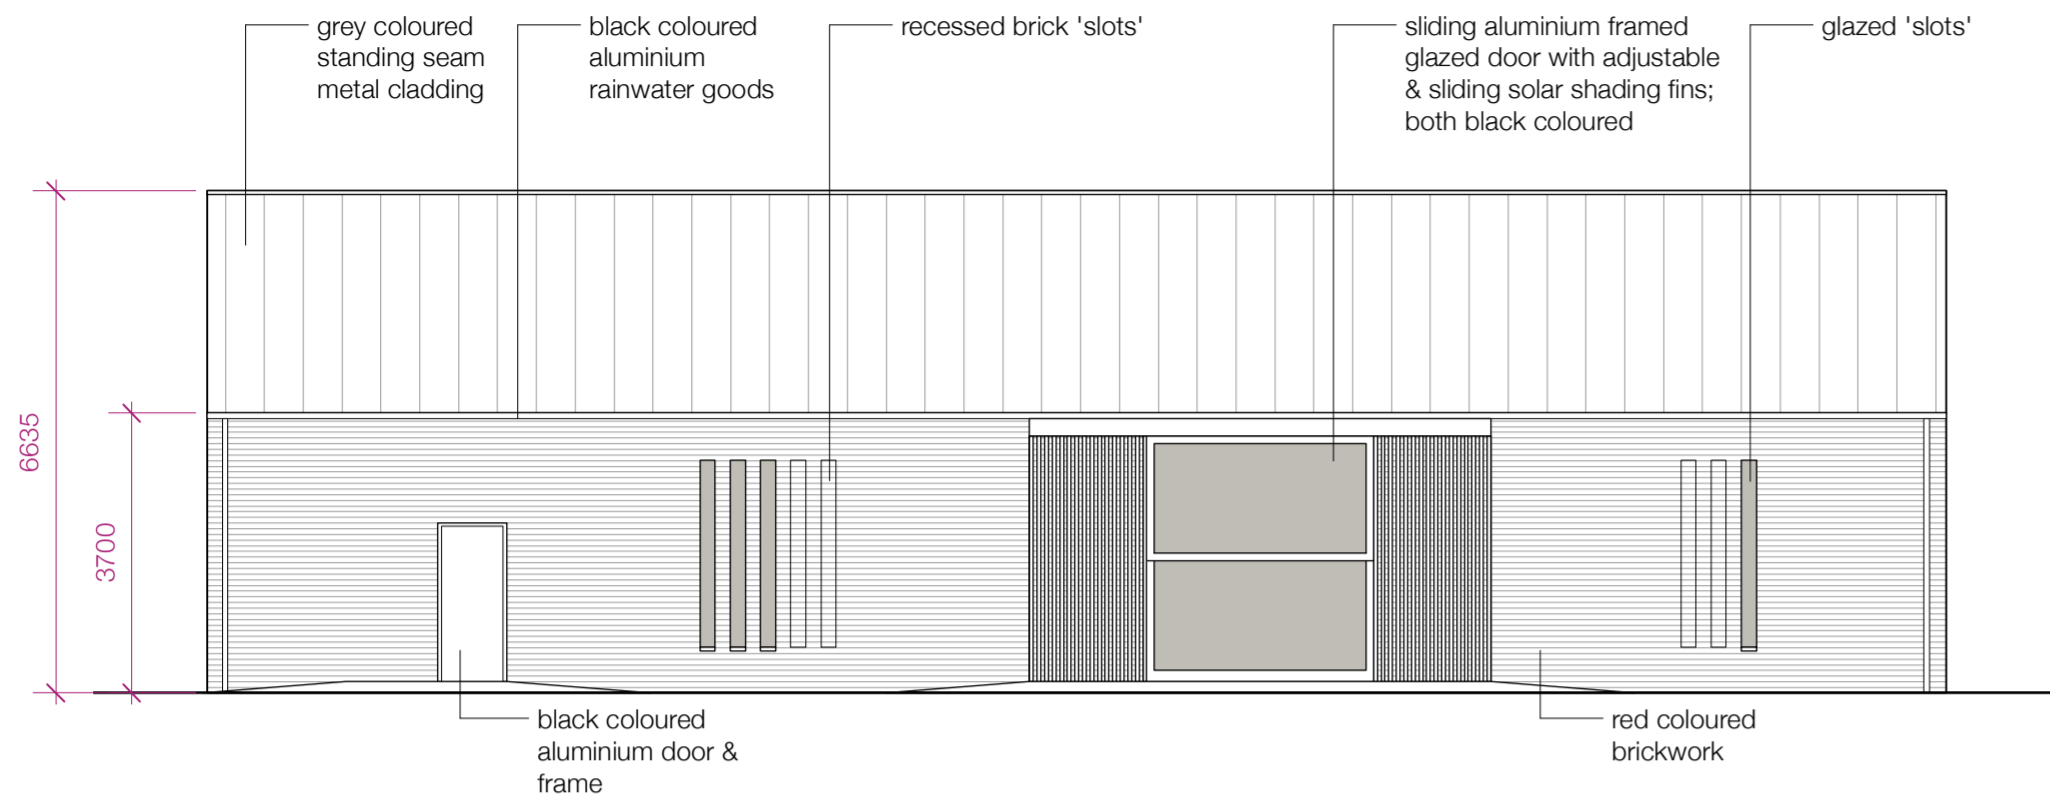 grey coloured
standing seam
metal cladding
black coloured
aluminium
rainwater goods
recessed brick 'slots'
sliding aluminium framed
glazed door with adjustable
& sliding solar shading fins;
both black coloured
glazed 'slots'
6635
3700
black coloured
aluminium door &
frame
red coloured
brickwork